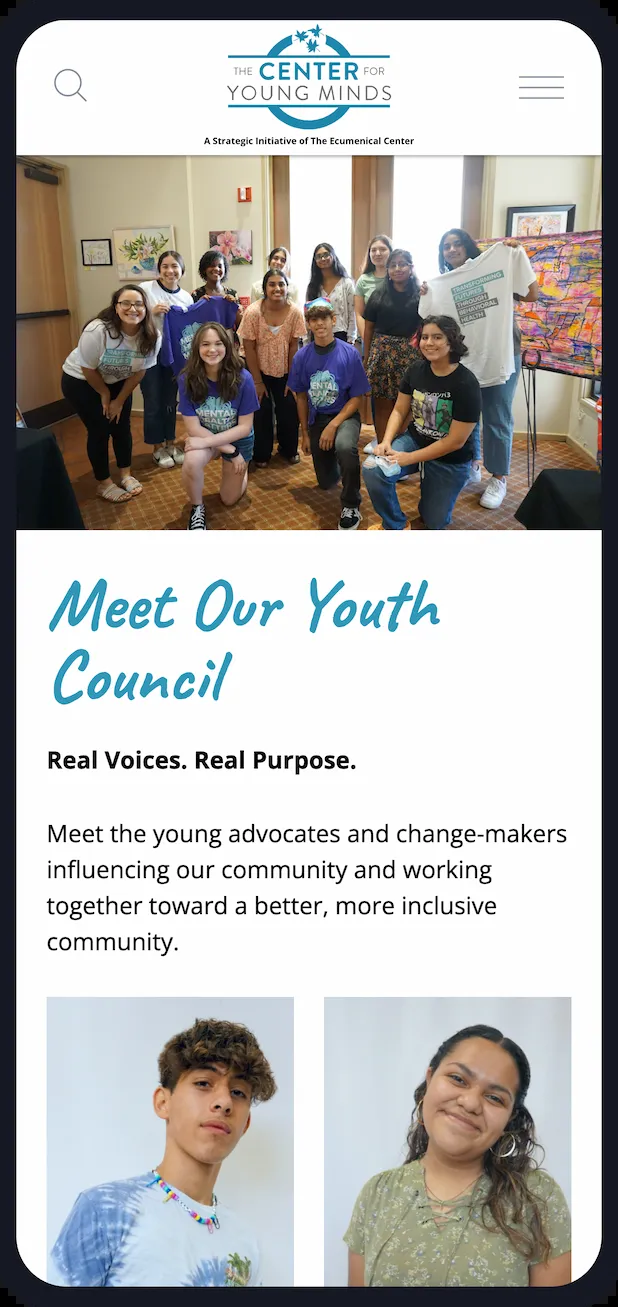 THE CENTER FOR
YOUNG MINDS
A Strategic Initiative of The Ecumenical Center
TRANSFORMING
FUTURES
THROUGH
BEHAVIORAL
HEALTH
MENTAL
HEALTH
MENTAL
Meet Our Youth
Council
Real Voices. Real Purpose.
Meet the young advocates and change-makers
influencing our community and working
together toward a better, more inclusive
community.